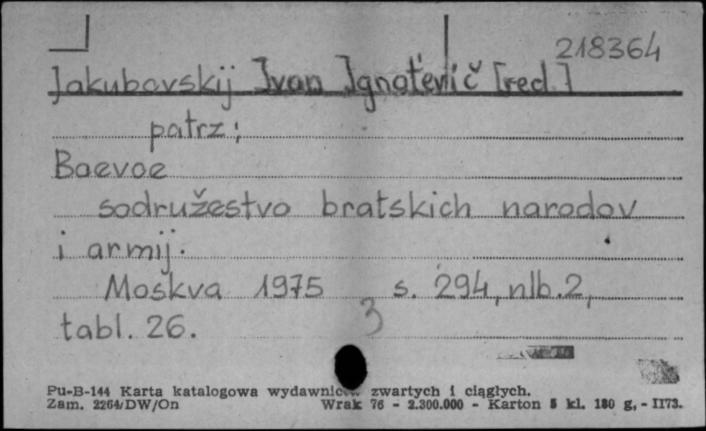 218364
Jakubovskij Ivan Ignat'evič [red.]
patrz:
Boevoe
sodružestvo bratskich narodov
i armij.
Moskva 1975 s. 294, nlb. 2,
tabl. 26.
3
Pu-B-144 Karta katalogowa wydawnictw zwartych i ciągłych.
Zam. 2264/DW/On Wrak 76 - 2.300.000 - Karton 5 kl. 180 g, - II73.